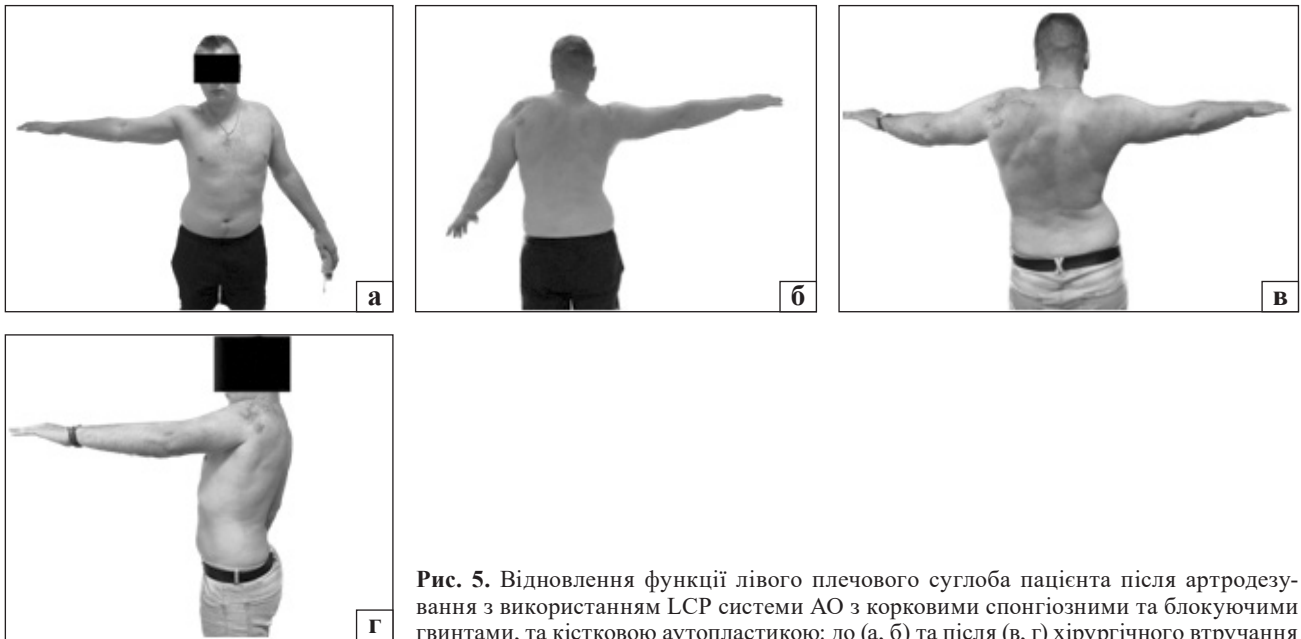 а
б
в
г
Рис. 5. Відновлення функції лівого плечового суглоба пацієнта після артродезу-
вання з використанням LCP системи АО з корковими спонгіозними та блокуючими
гвинтами, та кістковою аутопластикою: до (а, б) та після (в, г) хірургічного втручання